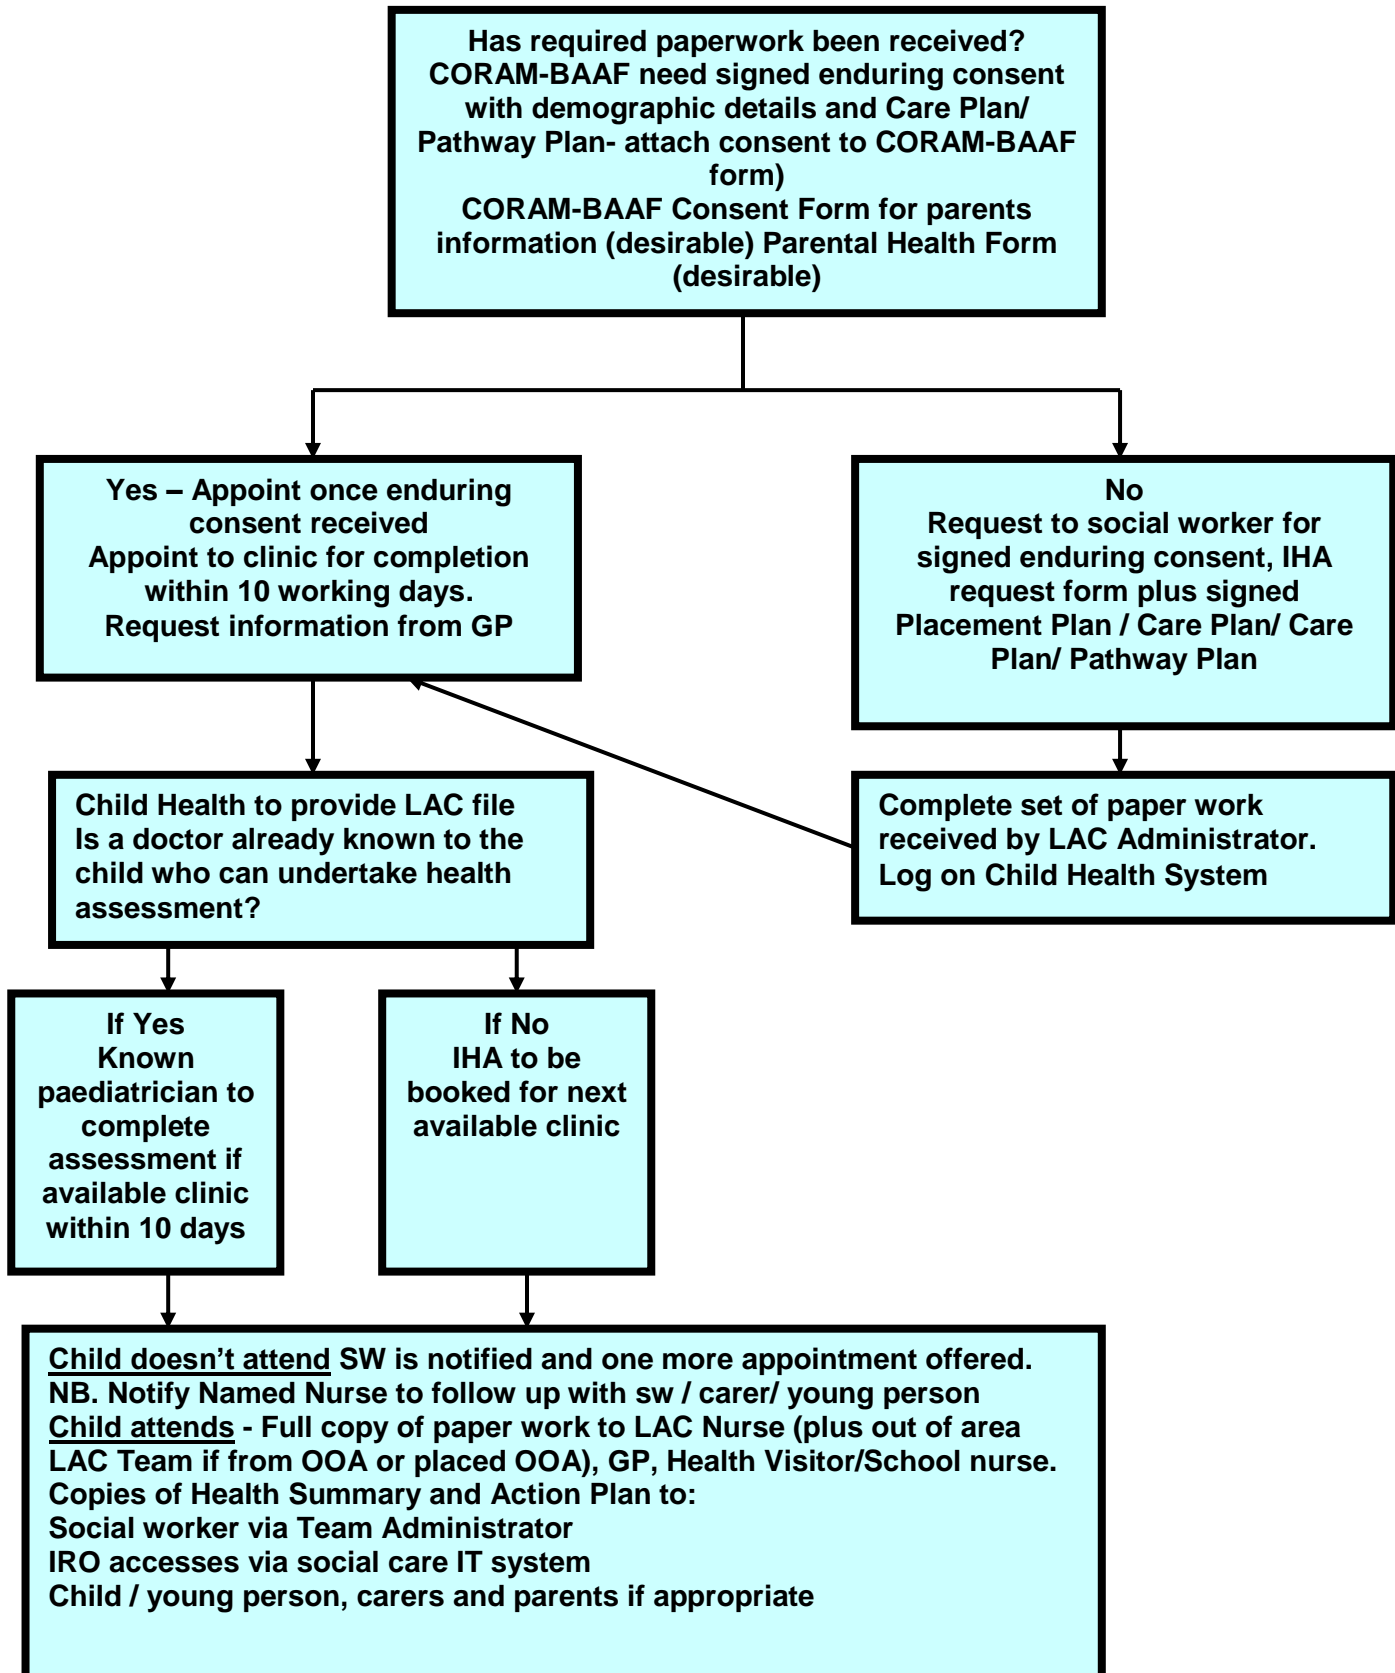 Has required paperwork been received?
CORAM-BAAF need signed enduring consent
with demographic details and Care Plan/
Pathway Plan- attach consent to CORAM-BAAF
form)
CORAM-BAAF Consent Form for parents
information (desirable) Parental Health Form
(desirable)
Yes – Appoint once enduring
consent received
Appoint to clinic for completion
within 10 working days.
Request information from GP
No
Request to social worker for
signed enduring consent, IHA
request form plus signed
Placement Plan / Care Plan/ Care
Plan/ Pathway Plan
Child Health to provide LAC file
Is a doctor already known to the
child who can undertake health
assessment?
Complete set of paper work
received by LAC Administrator.
Log on Child Health System
If Yes
Known
paediatrician to
complete
assessment if
available clinic
within 10 days
If No
IHA to be
booked for next
available clinic
Child doesn’t attend SW is notified and one more appointment offered.
NB. Notify Named Nurse to follow up with sw / carer/ young person
Child attends - Full copy of paper work to LAC Nurse (plus out of area
LAC Team if from OOA or placed OOA), GP, Health Visitor/School nurse.
Copies of Health Summary and Action Plan to:
Social worker via Team Administrator
IRO accesses via social care IT system
Child / young person, carers and parents if appropriate